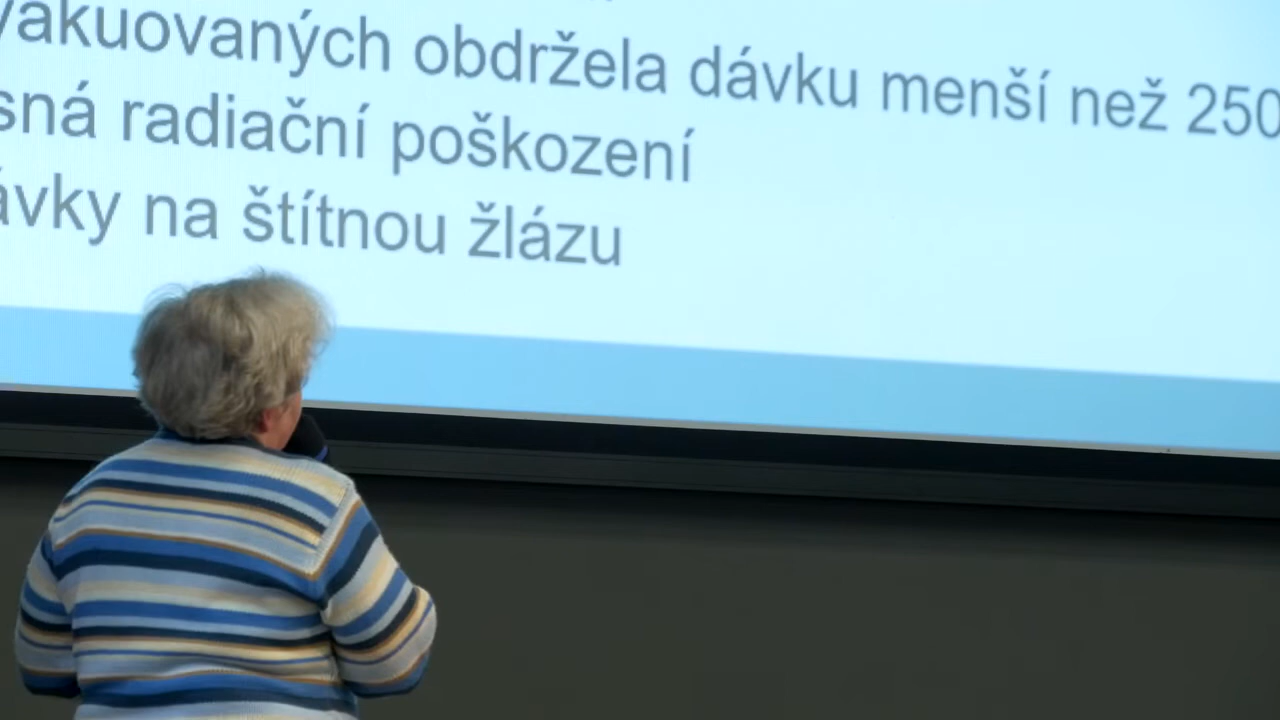 vakuovaných obdržela dávku menší než 250
sná radiační poškození
ávky na štítnou žlázu